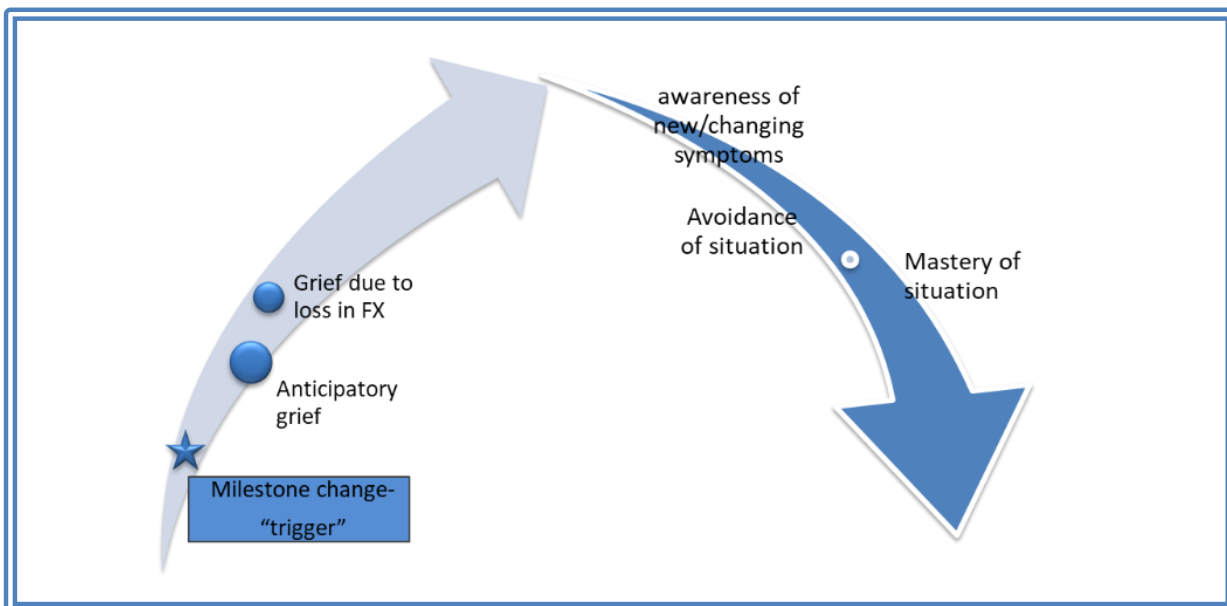 awareness of
new/changing
symptoms
Avoidance
of situation
Mastery of
situation
Grief due to
loss in FX
Anticipatory
grief
Milestone change-
“trigger”